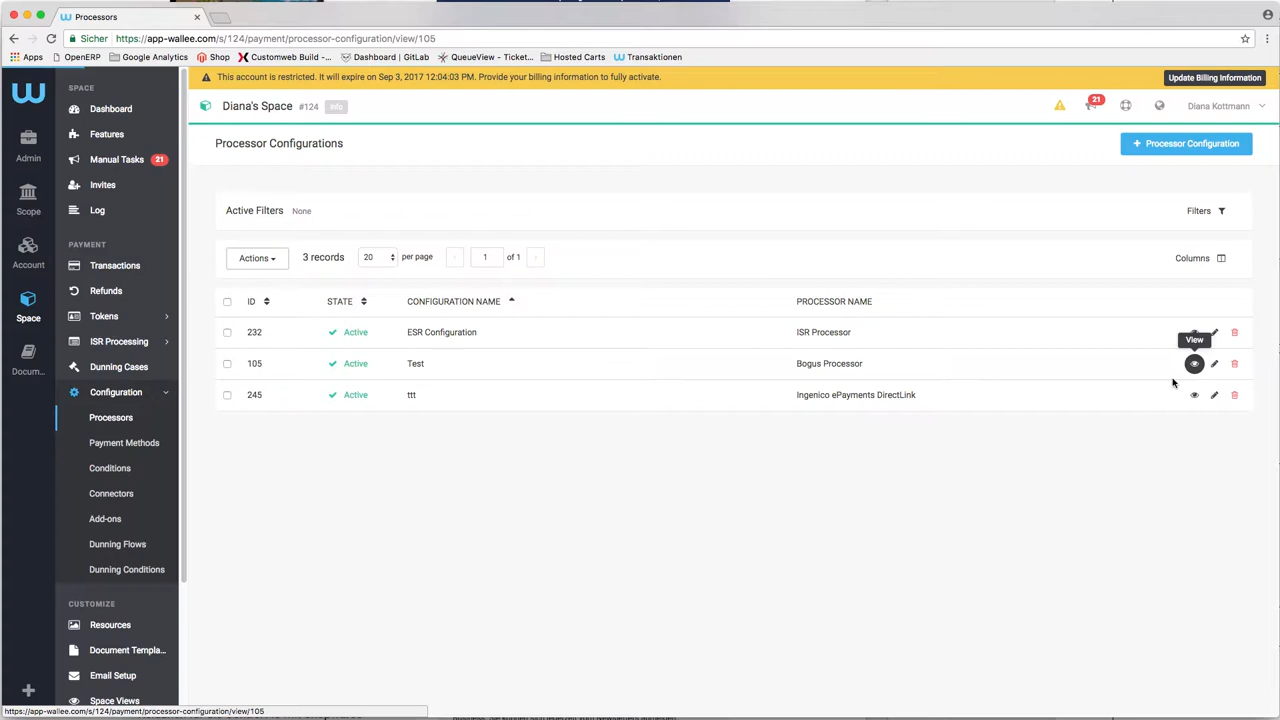 Processors
Sicher https://app-wallee.com/s/124/payment/processor-configuration/view/105
Apps OpenERP Google Analytics Shop Customweb Build -... Dashboard | GitLab QueueView - Ticket... Hosted Carts Transaktionen
This account is restricted. It will expire on Sep 3, 2017 12:04:03 PM. Provide your billing information to fully activate. Update Billing Information
Diana's Space #124 Info 21 Diana Kottmann
Processor Configurations + Processor Configuration
Active Filters None Filters
Actions 3 records 20 per page 1 of 1 Columns
ID STATE CONFIGURATION NAME PROCESSOR NAME
232 Active ESR Configuration ISR Processor
View
105 Active Test Bogus Processor
245 Active ttt Ingenico ePayments DirectLink
Admin
Scope
Account
Space
Docum...
SPACE
Dashboard
Features
Manual Tasks 21
Invites
Log
PAYMENT
Transactions
Refunds
Tokens
ISR Processing
Dunning Cases
Configuration
Processors
Payment Methods
Conditions
Connectors
Add-ons
Dunning Flows
Dunning Conditions
CUSTOMIZE
Resources
Document Templa...
Email Setup
Space Views
https://app-wallee.com/s/124/payment/processor-configuration/view/105